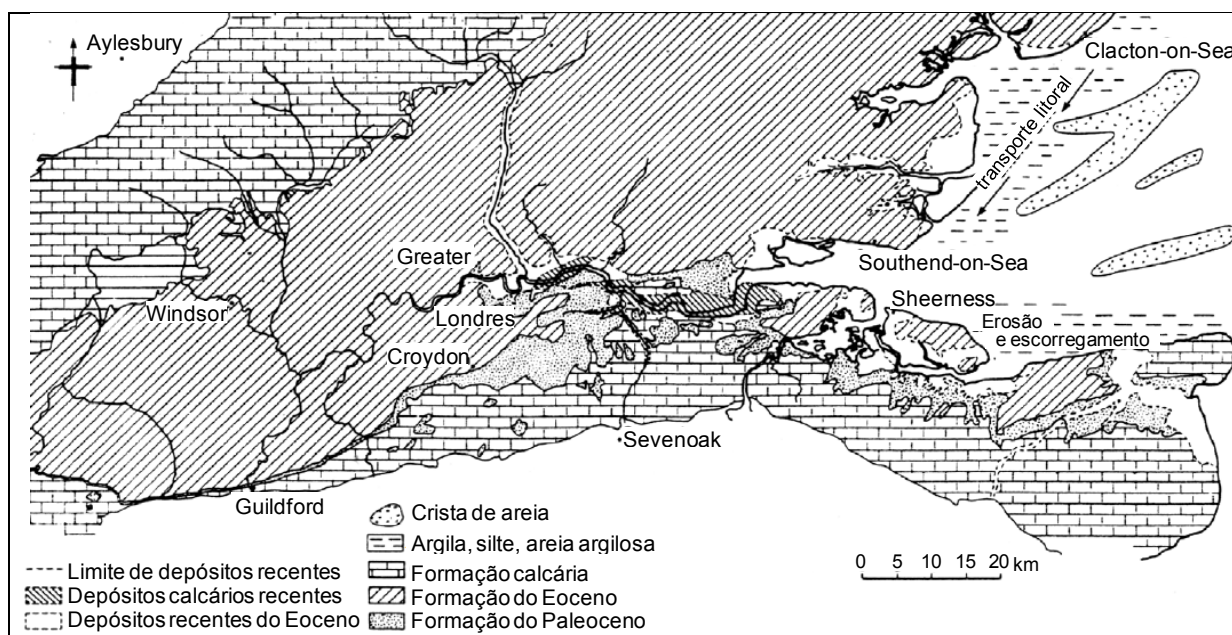 Aylesbury
Clacton-on-Sea
transporte litoral
Greater
Southend-on-Sea
Windsor
Londres
Sheerness
Erosão
e escorregamento
Croydon
Sevenoak
Guildford
Crista de areia
Argila, silte, areia argilosa
Limite de depósitos recentes
Formação calcária
Depósitos calcários recentes
Formação do Eoceno
Depósitos recentes do Eoceno
Formação do Paleoceno
0 5 10 15 20 km